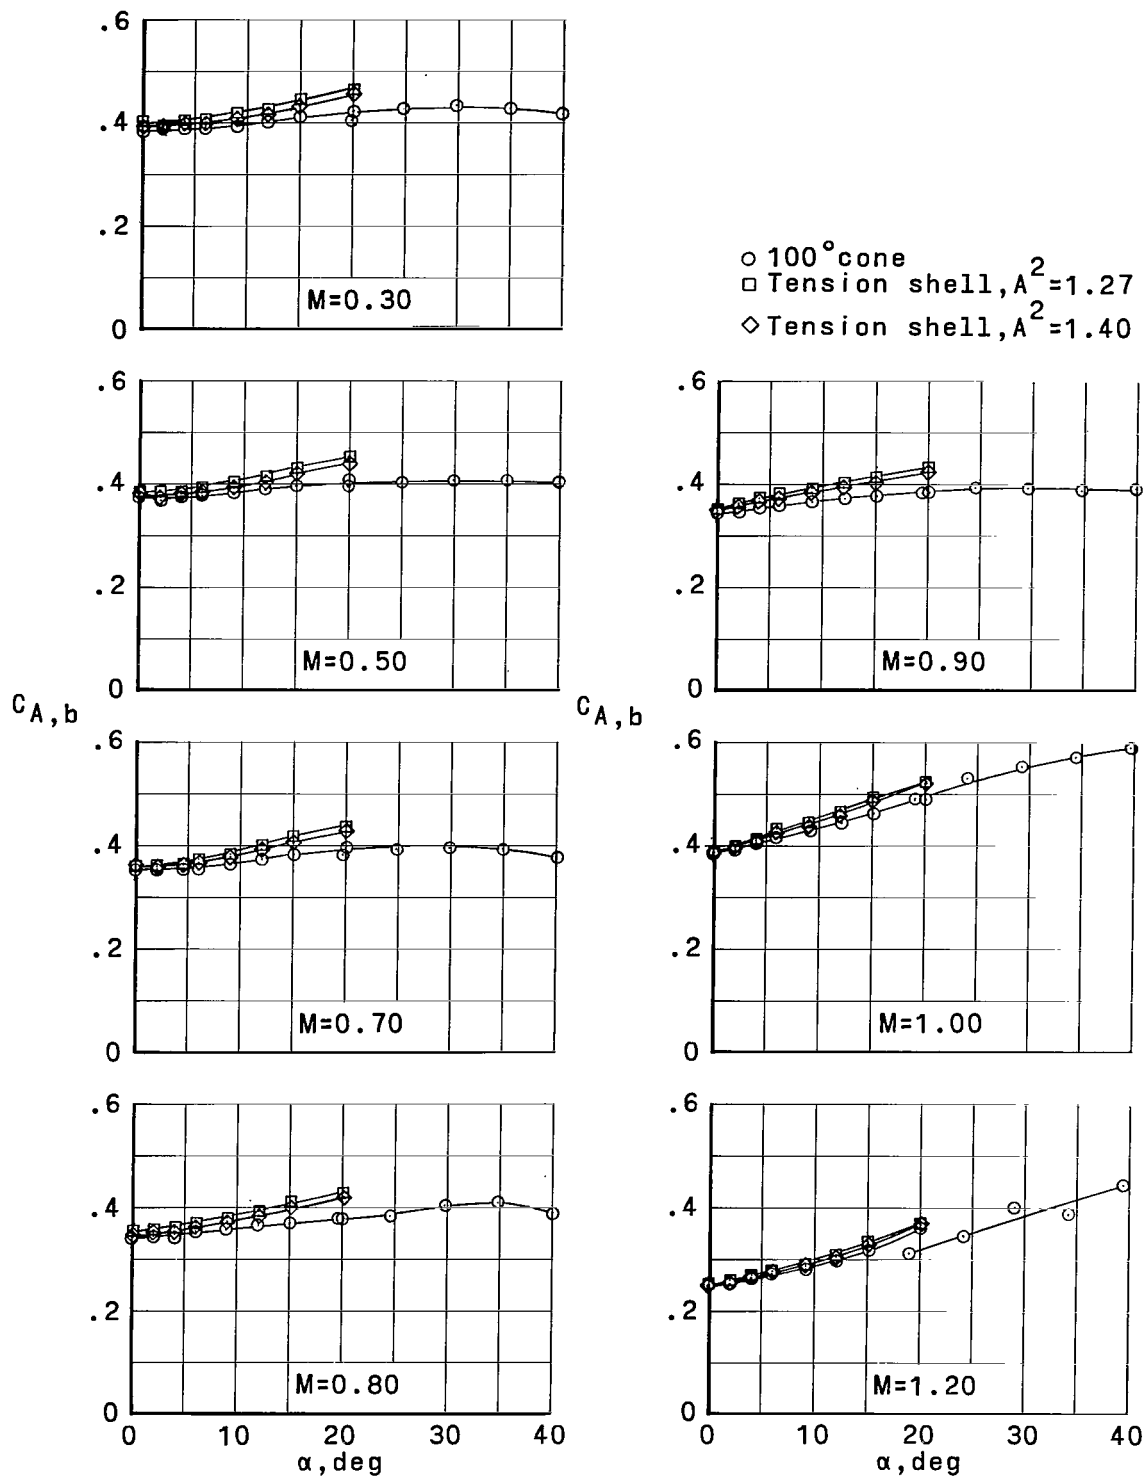 .6
.4
.2
0
M=0.30
○ 100° cone
□ Tension shell, A²=1.27
◇ Tension shell, A²=1.40
.6
.4
.2
0
M=0.50
.6
.4
.2
0
M=0.90
C_A,b
C_A,b
.6
.4
.2
0
M=0.70
.6
.4
.2
0
M=1.00
.6
.4
.2
0
M=0.80
0 10 20 30 40
α, deg
.6
.4
.2
0
M=1.20
0 10 20 30 40
α, deg